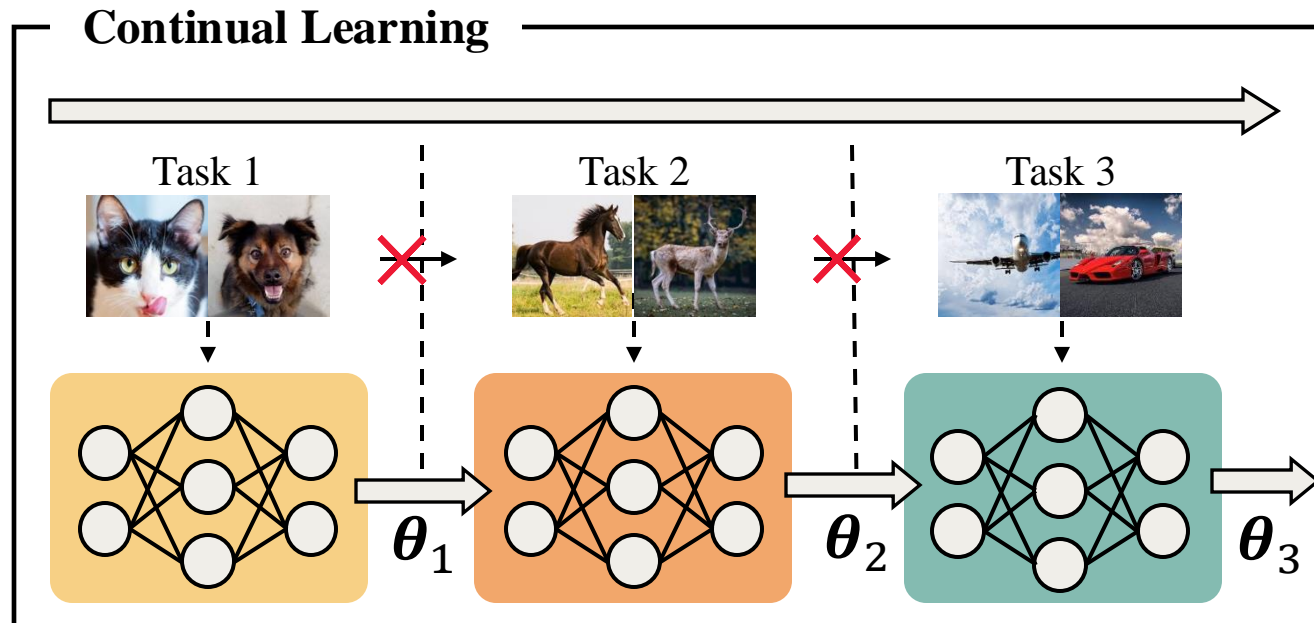 Continual Learning
Task 1
Task 2
Task 3
θ₁
θ₂
θ₃